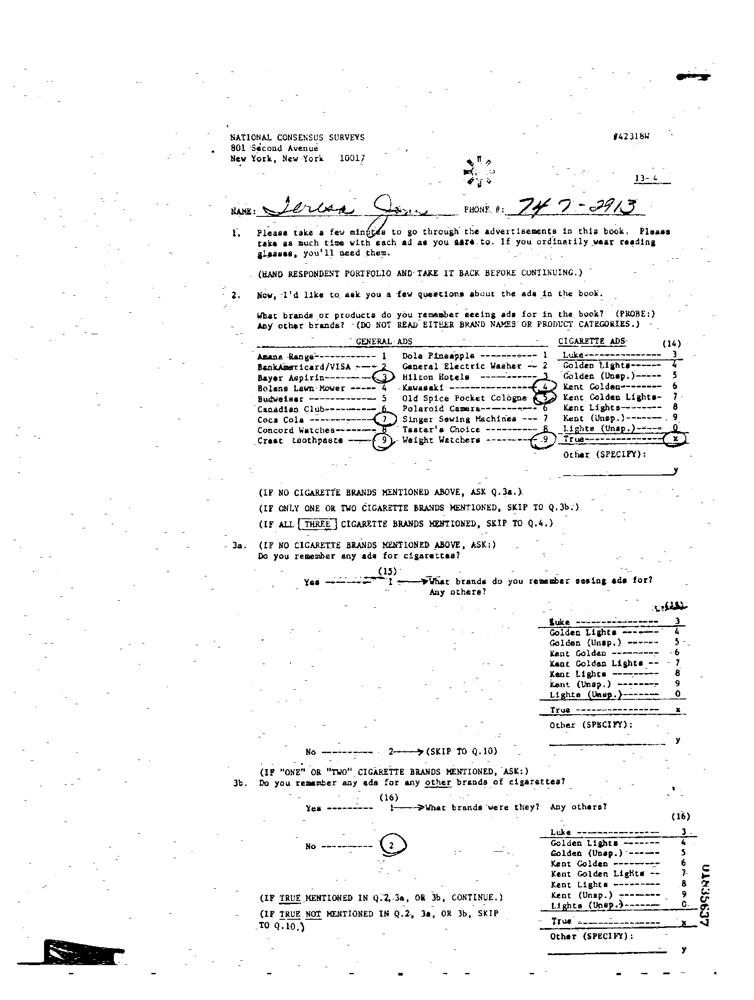 NATIONAL CONSENSUS SURVEYS #42318W
801 Second Avenue
New York, New York 10017
13-4
NAME: Teresa PHONE #: 747-2913
1. Please take a few minutes to go through the advertisements in this book. Please
take as much time with each ad as you care to. If you ordinarily wear reading
glasses, you'll need them.
(HAND RESPONDENT PORTFOLIO AND TAKE IT BACK BEFORE CONTINUING.)
2. Now, I'd like to ask you a few questions about the ads in the book.
What brands or products do you remember seeing ads for in the book? (PROBE:)
Any other brands? (DO NOT READ EITHER BRAND NAMES OR PRODUCT CATEGORIES.)
GENERAL ADS CIGARETTE ADS (14)
Amana Range------------ 1 Dole Pineapple ----------- 1 Luke--------------- 3
BankAmericard/VISA ---- 2 General Electric Washer -- 2 Golden Lights------ 4
Bayer Aspirin---------- 3 Hilton Hotels ------------ 3 Golden (Unsp.)----- 5
Bolens Lawn Mower ----- 4 Kawasaki ----------------- 4 Kent Golden-------- 6
Budweiser ------------- 5 Old Spice Pocket Cologne 5 Kent Golden Lights- 7
Canadian Club---------- 6 Polaroid Camera----------- 6 Kent Lights-------- 8
Coca Cola ------------- 7 Singer Sewing Machines --- 7 Kent (Unsp.)------- 9
Concord Watches-------- 8 Taster's Choice ---------- 8 Lights (Unsp.)----- 0
Crest toothpaste ------ 9 Weight Watchers ---------- 9 True--------------- x
Other (SPECIFY):
y
(IF NO CIGARETTE BRANDS MENTIONED ABOVE, ASK Q.3a.)
(IF ONLY ONE OR TWO CIGARETTE BRANDS MENTIONED, SKIP TO Q.3b.)
(IF ALL THREE CIGARETTE BRANDS MENTIONED, SKIP TO Q.4.)
3a. (IF NO CIGARETTE BRANDS MENTIONED ABOVE, ASK:)
Do you remember any ads for cigarettes?
(15)
Yes --------- 1 What brands do you remember seeing ads for?
Any others?
Luke ---------------- 3
Golden Lights ------- 4
Golden (Unsp.) ------ 5
Kent Golden --------- 6
Kent Golden Lights -- 7
Kent Lights --------- 8
Kent (Unsp.) -------- 9
Lights (Unsp.)------- 0
True ---------------- x
Other (SPECIFY):
y
No ---------- 2 (SKIP TO Q.10)
(IF "ONE" OR "TWO" CIGARETTE BRANDS MENTIONED, ASK:)
3b. Do you remember any ads for any other brands of cigarettes?
(16)
Yes --------- 1 What brands were they? Any others?
(16)
Luke ---------------- 3
No ---------- 2 Golden Lights ------- 4
Golden (Unsp.) ------ 5
Kent Golden --------- 6
Kent Golden Lights -- 7
Kent Lights --------- 8
(IF TRUE MENTIONED IN Q.2, 3a, OR 3b, CONTINUE.) Kent (Unsp.) -------- 9
Lights (Unsp.)------- 0
(IF TRUE NOT MENTIONED IN Q.2, 3a, OR 3b, SKIP
TO Q.10.) True ---------------- x
Other (SPECIFY):
y
01835637